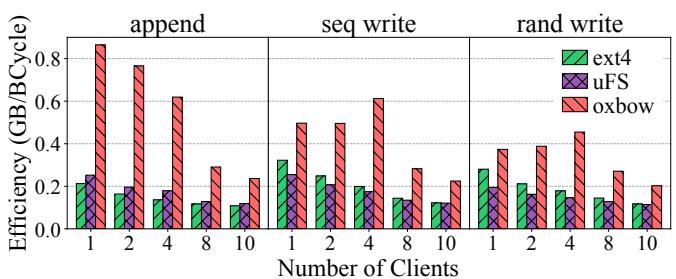 append seq write rand write
Efficiency (GB/BCycle)
0.8
0.6
0.4
0.2
0.0
ext4
uFS
oxbow
1 2 4 8 10 1 2 4 8 10 1 2 4 8 10
Number of Clients